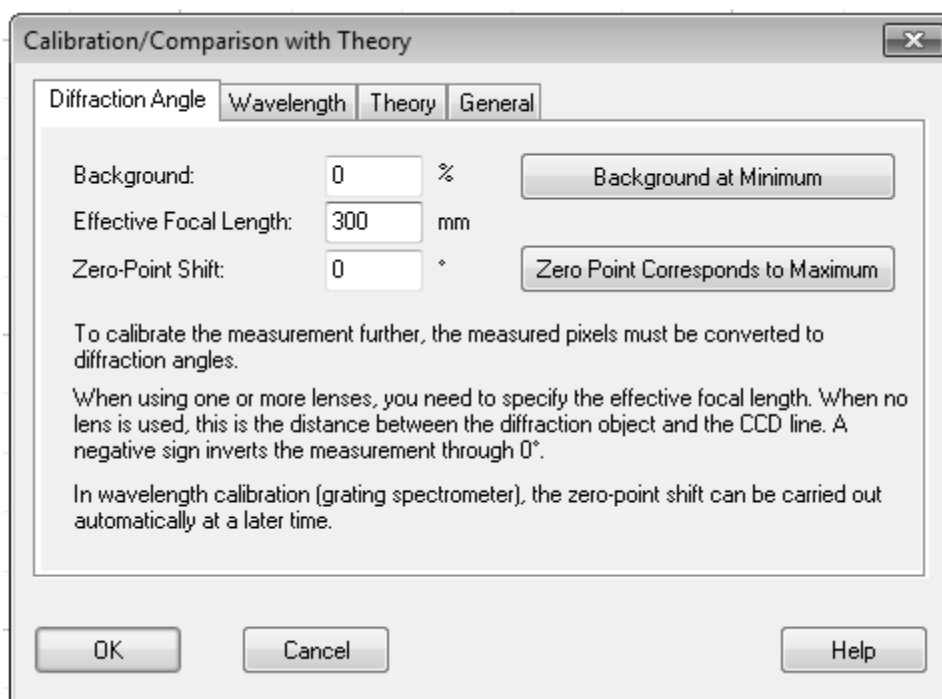 Calibration/Comparison with Theory
Diffraction Angle Wavelength Theory General
Background: 0 % Background at Minimum
Effective Focal Length: 300 mm
Zero-Point Shift: 0 ° Zero Point Corresponds to Maximum
To calibrate the measurement further, the measured pixels must be converted to
diffraction angles.
When using one or more lenses, you need to specify the effective focal length. When no
lens is used, this is the distance between the diffraction object and the CCD line. A
negative sign inverts the measurement through 0°.
In wavelength calibration (grating spectrometer), the zero-point shift can be carried out
automatically at a later time.
OK Cancel Help